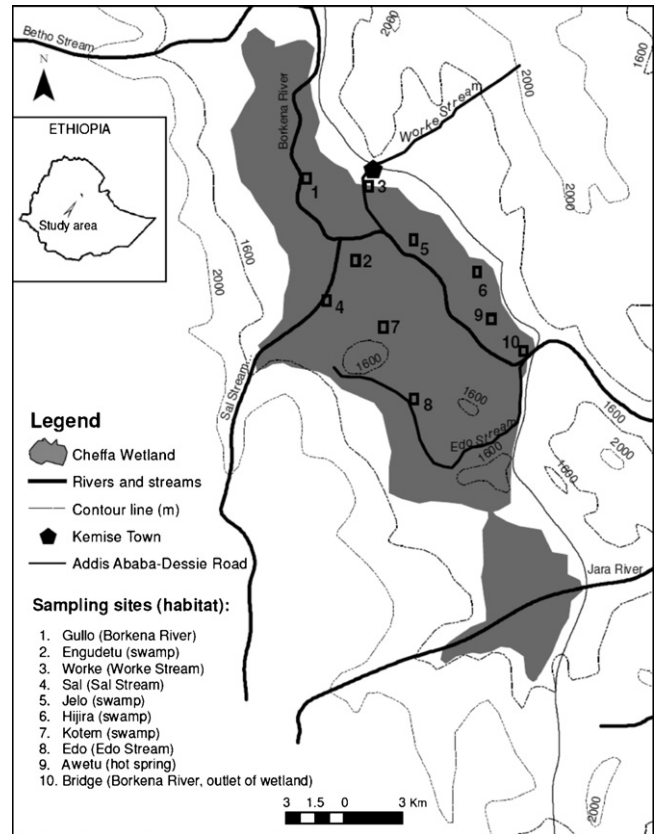 Betho Stream
2000
1600
N
2000
Borkena River
Worke Stream
ETHIOPIA
Study area
1600
2000
2000
1
3
5
2
6
4
9
7
10
1600
8
1600
Sal Stream
Edo Stream
1600
1600
2000
1600
Legend
Cheffa Wetland
Rivers and streams
Contour line (m)
Kemise Town
Addis Ababa-Dessie Road
Jara River
Sampling sites (habitat):
1. Gullo (Borkena River)
2. Engudetu (swamp)
3. Worke (Worke Stream)
4. Sal (Sal Stream)
5. Jelo (swamp)
6. Hijira (swamp)
7. Kotem (swamp)
8. Edo (Edo Stream)
9. Awetu (hot spring)
10. Bridge (Borkena River, outlet of wetland)
3 1.5 0 3 Km
1600
2000